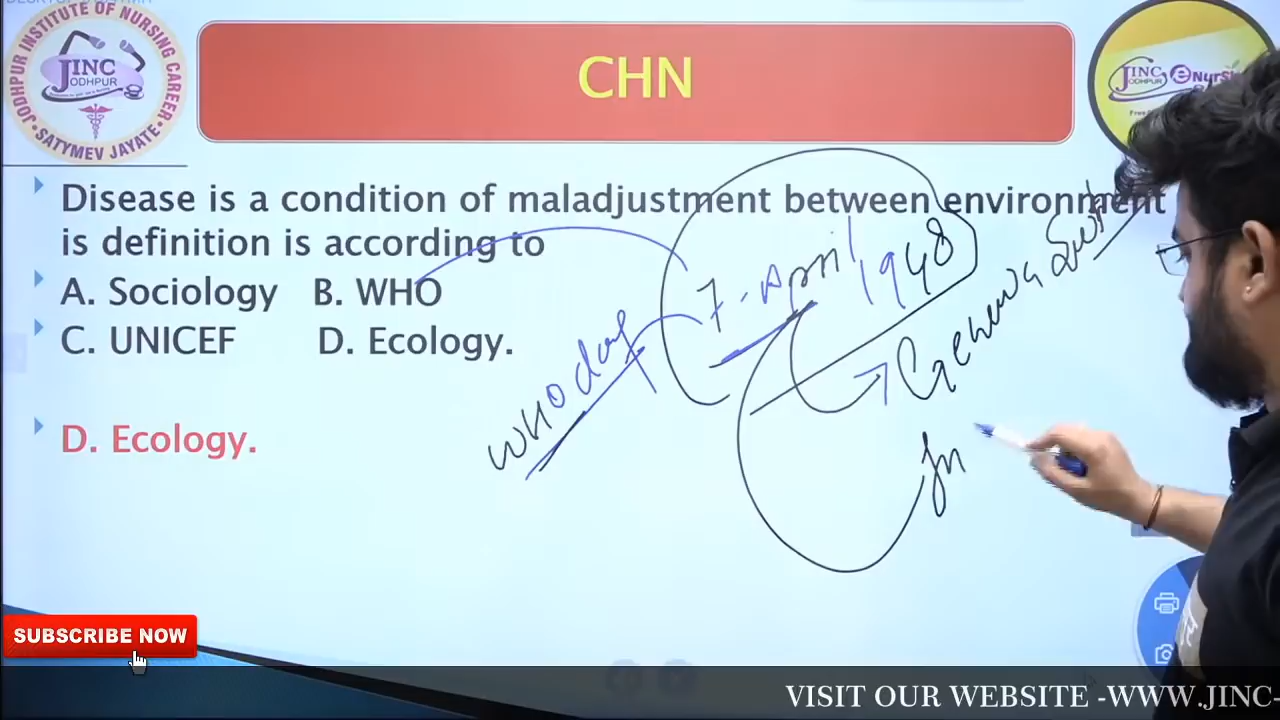 JODHPUR INSTITUTE OF NURSING CAREER
JINC
JODHPUR
SATYMEV JAYATE
CHN
JINC
JODHPUR
Disease is a condition of maladjustment between environment
is definition is according to
A. Sociology B. WHO
C. UNICEF D. Ecology.
D. Ecology.
7 - April 1948
WHO day
Geneva
SUBSCRIBE NOW
VISIT OUR WEBSITE -WWW.JINC-